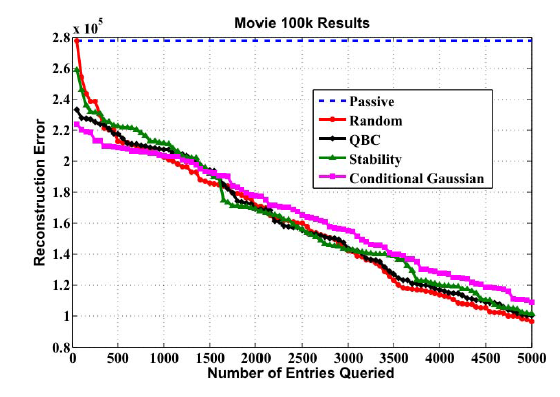 Movie 100k Results
x 10^5
2.8
2.6
2.4
2.2
2
1.8
1.6
1.4
1.2
1
0.8
Reconstruction Error
Passive
Random
QBC
Stability
Conditional Gaussian
0 500 1000 1500 2000 2500 3000 3500 4000 4500 5000
Number of Entries Queried